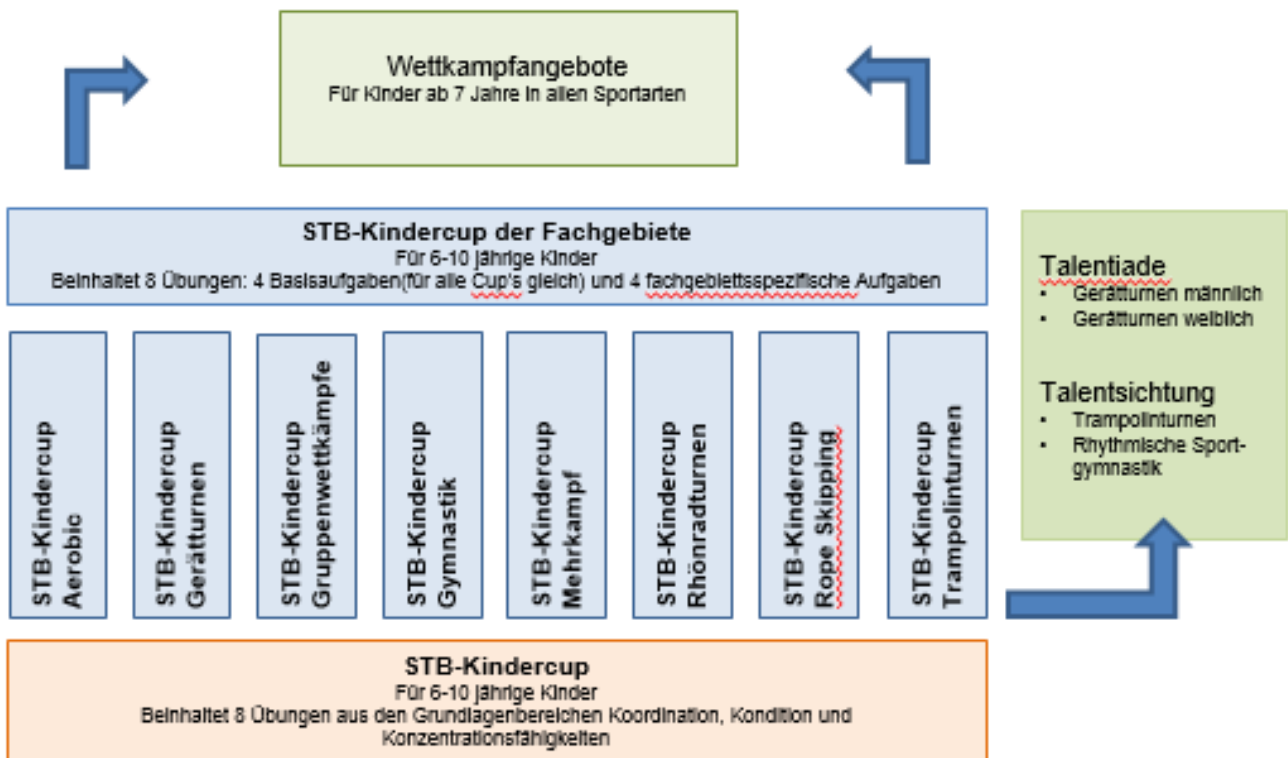 Wettkampfangebote
Für Kinder ab 7 Jahre in allen Sportarten
STB-Kindercup der Fachgebiete
Für 6-10 jährige Kinder
Beinhaltet 8 Übungen: 4 Basisaufgaben(für alle Cup's gleich) und 4 fachgebiettsspezifische Aufgaben
STB-Kindercup
Aerobic
STB-Kindercup
Gerätturnen
STB-Kindercup
Gruppenwettkämpfe
STB-Kindercup
Gymnastik
STB-Kindercup
Mehrkampf
STB-Kindercup
Rhönradturnen
STB-Kindercup
Rope Skipping
STB-Kindercup
Trampolinturnen
Talentiade
• Gerätturnen männlich
• Gerätturnen weiblich
Talentsichtung
• Trampolinturnen
• Rhythmische Sport-
gymnastik
STB-Kindercup
Für 6-10 jährige Kinder
Beinhaltet 8 Übungen aus den Grundlagenbereichen Koordination, Kondition und
Konzentrationsfähigkeiten